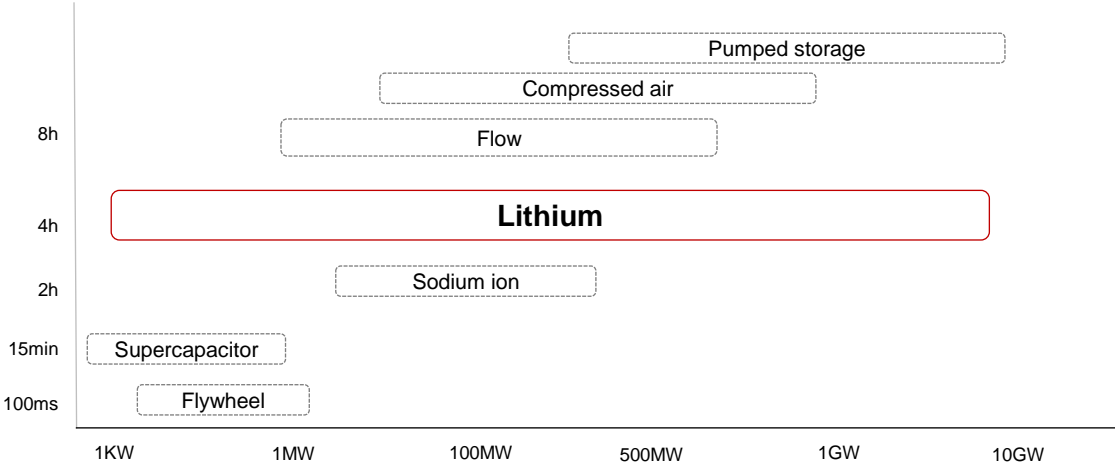 Pumped storage
Compressed air
8h
Flow
Lithium
4h
Sodium ion
2h
15min
Supercapacitor
100ms
Flywheel
1KW
1MW
100MW
500MW
1GW
10GW